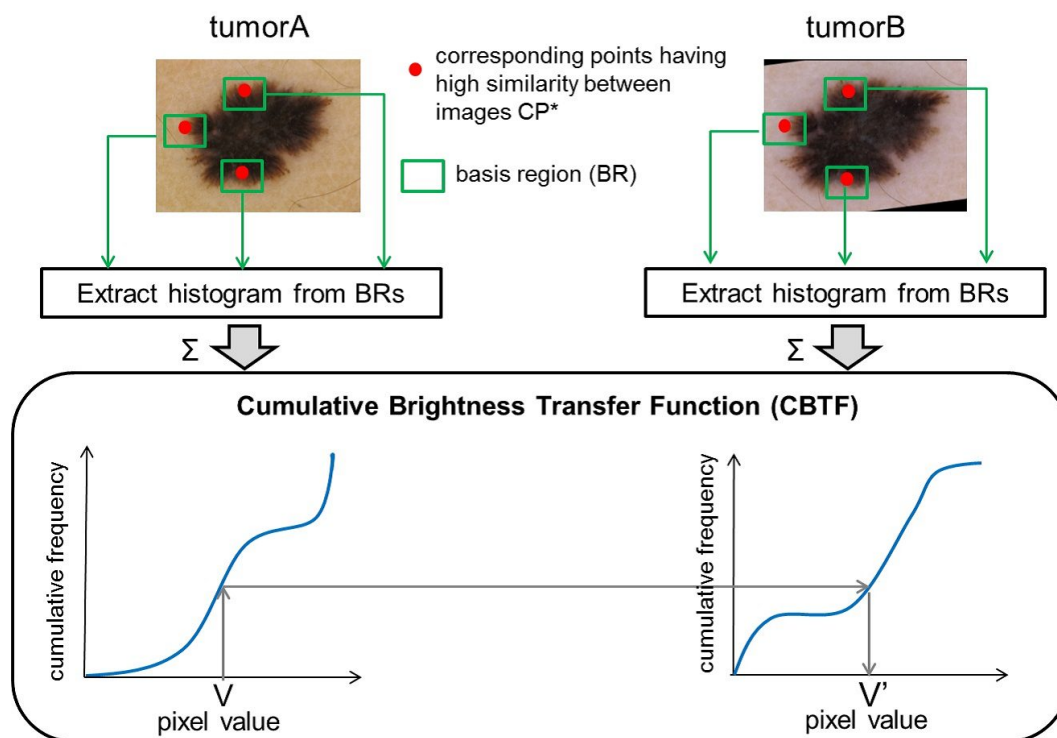 tumorA
tumorB
corresponding points having
high similarity between
images CP*
basis region (BR)
Extract histogram from BRs
Extract histogram from BRs
Σ
Σ
Cumulative Brightness Transfer Function (CBTF)
cumulative frequency
cumulative frequency
V
V’
pixel value
pixel value